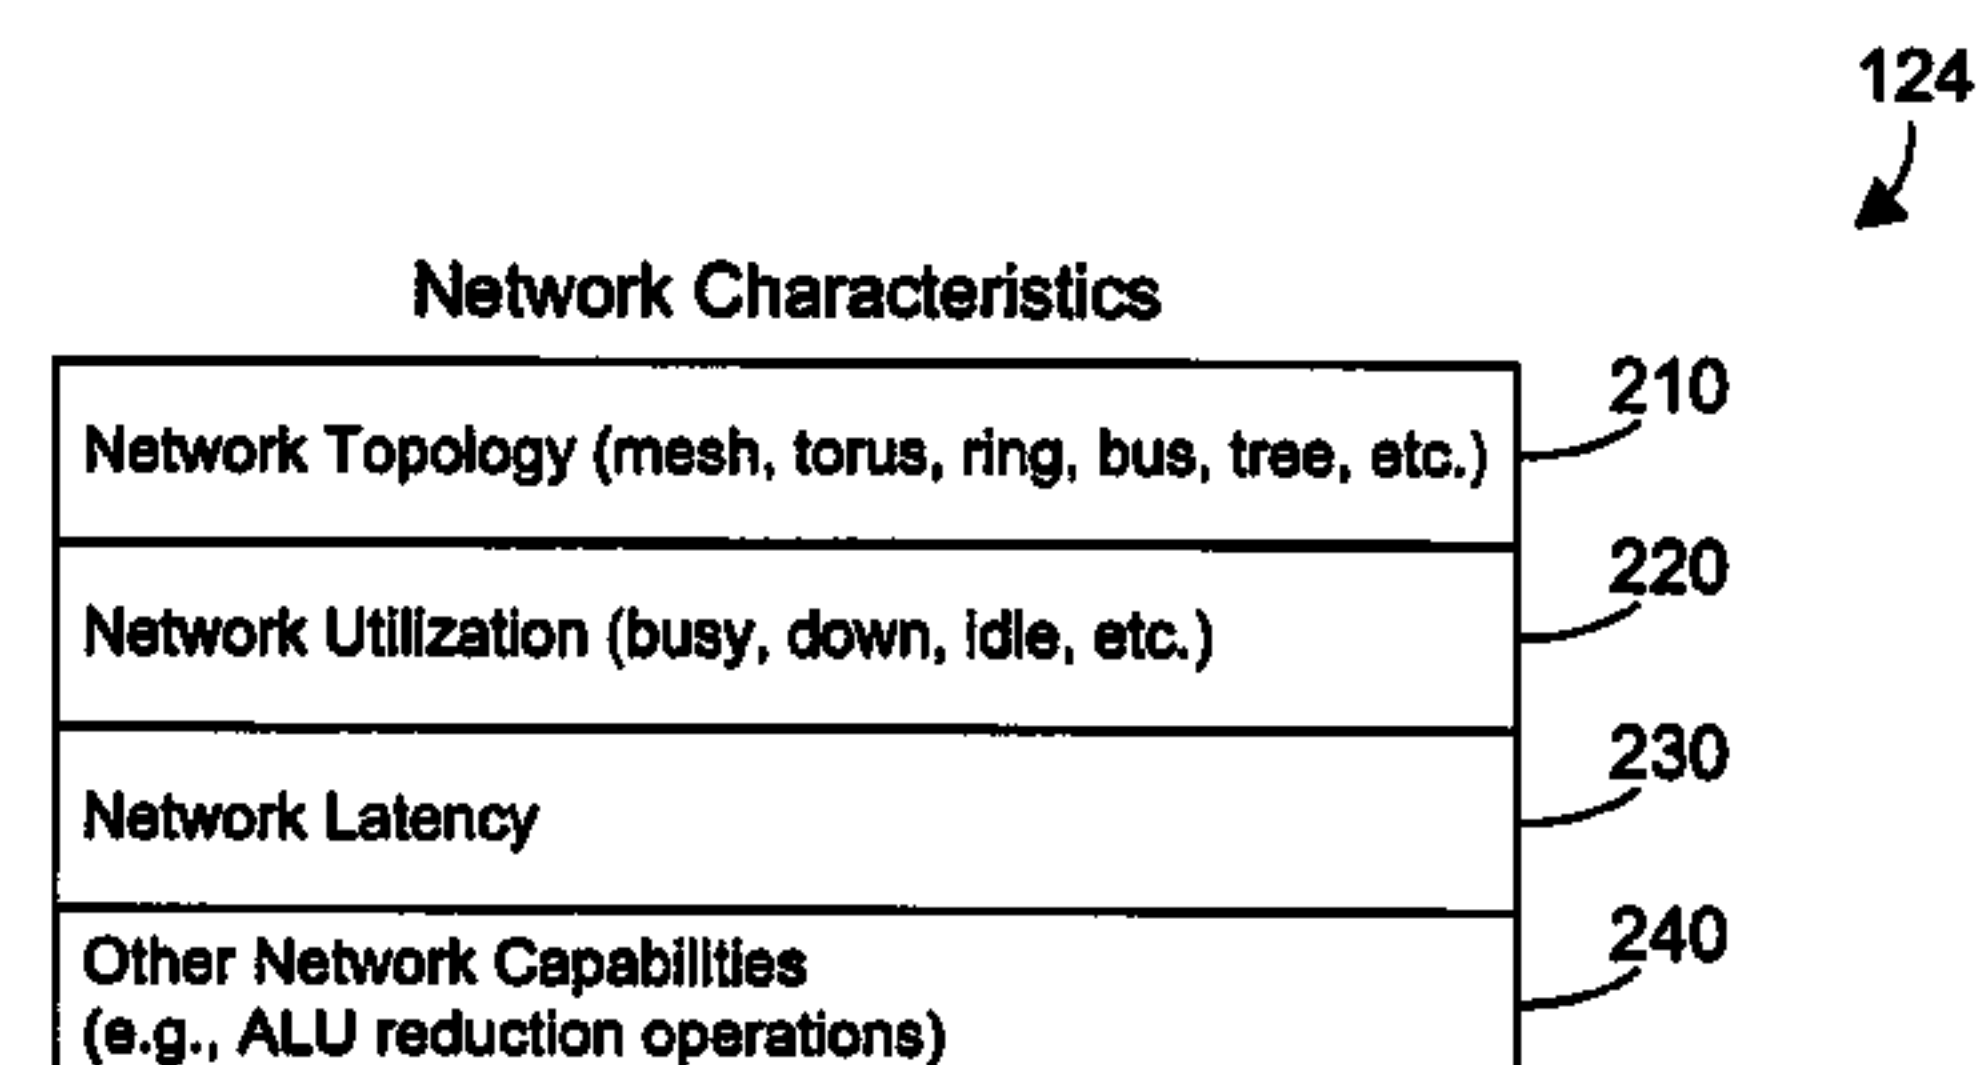 124
Network Characteristics
210
Network Topology (mesh, torus, ring, bus, tree, etc.)
220
Network Utilization (busy, down, idle, etc.)
230
Network Latency
240
Other Network Capabilities
(e.g., ALU reduction operations)